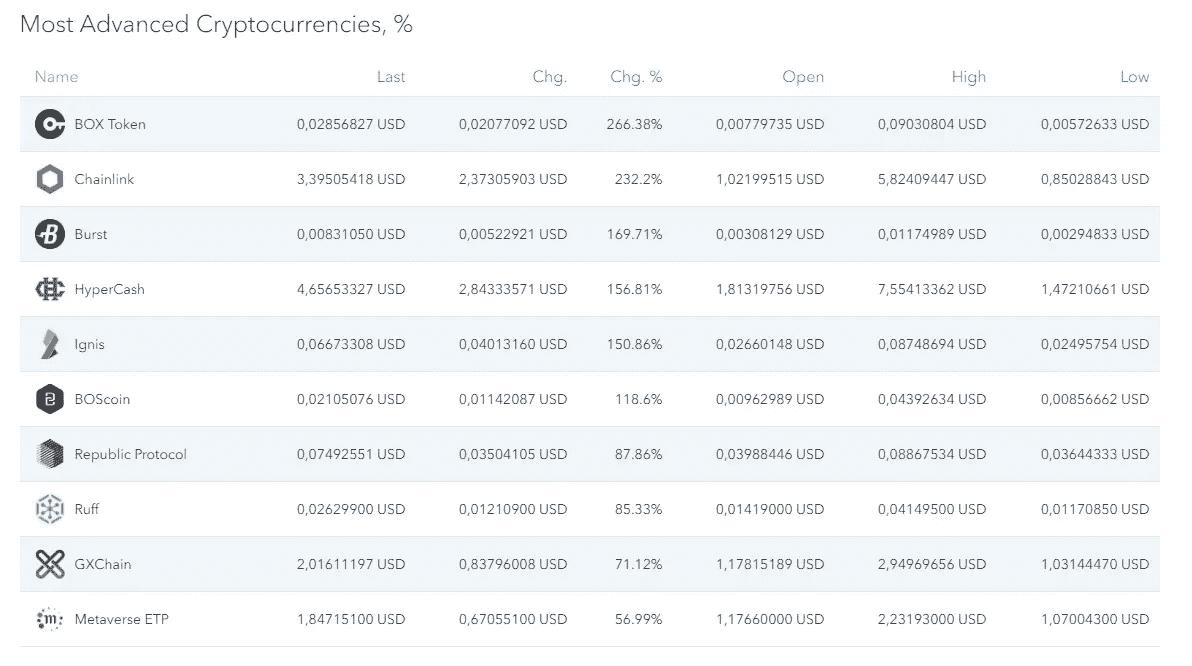 Most Advanced Cryptocurrencies, %
Name Last Chg. Chg. % Open High Low
BOX Token 0,02856827 USD 0,02077092 USD 266.38% 0,00779735 USD 0,09030804 USD 0,00572633 USD
Chainlink 3,39505418 USD 2,37305903 USD 232.2% 1,02199515 USD 5,82409447 USD 0,85028843 USD
Burst 0,00831050 USD 0,00522921 USD 169.71% 0,00308129 USD 0,01174989 USD 0,00294833 USD
HyperCash 4,65653327 USD 2,84333571 USD 156.81% 1,81319756 USD 7,55413362 USD 1,47210661 USD
Ignis 0,06673308 USD 0,04013160 USD 150.86% 0,02660148 USD 0,08748694 USD 0,02495754 USD
BOScoin 0,02105076 USD 0,01142087 USD 118.6% 0,00962989 USD 0,04392634 USD 0,00856662 USD
Republic Protocol 0,07492551 USD 0,03504105 USD 87.86% 0,03988446 USD 0,08867534 USD 0,03644333 USD
Ruff 0,02629900 USD 0,01210900 USD 85.33% 0,01419000 USD 0,04149500 USD 0,01170850 USD
GXChain 2,01611197 USD 0,83796008 USD 71.12% 1,17815189 USD 2,94969656 USD 1,03144470 USD
Metaverse ETP 1,84715100 USD 0,67055100 USD 56.99% 1,17660000 USD 2,23193000 USD 1,07004300 USD